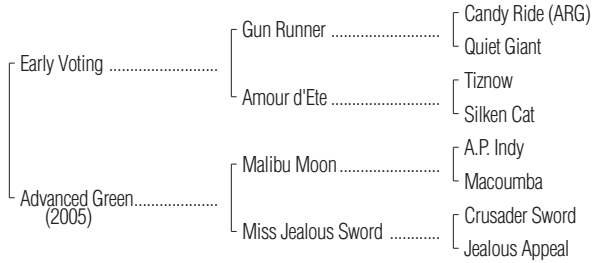 Candy Ride (ARG)
Gun Runner ..........................
Quiet Giant
Early Voting ..........................
Tiznow
Amour d'Ete ..........................
Silken Cat
A.P. Indy
Malibu Moon ........................
Macoumba
Advanced Green....................
(2005)
Crusader Sword
Miss Jealous Sword ............
Jealous Appeal